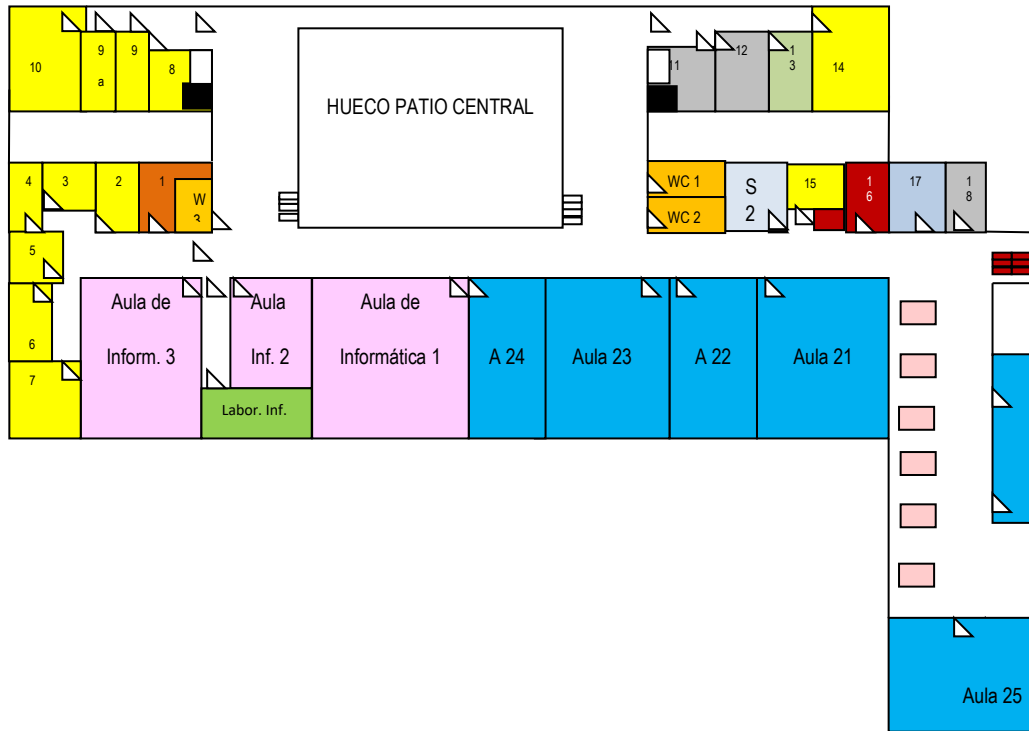 10
9
a
9
8
HUECO PATIO CENTRAL
11
12
1
3
14
4
3
2
1
W
3
WC 1
WC 2
S
2
15
1
6
17
1
8
5
6
7
Aula de
Inform. 3
Aula
Inf. 2
Labor. Inf.
Aula de
Informática 1
A 24
Aula 23
A 22
Aula 21
Aula 25